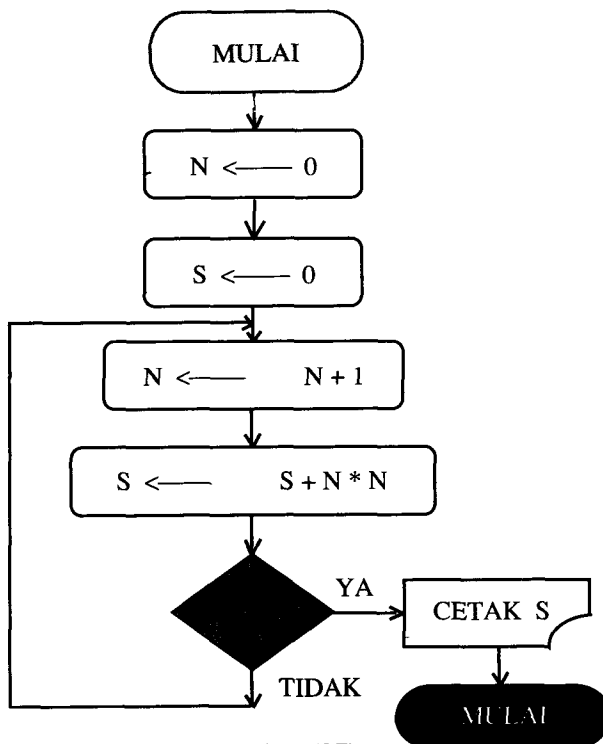 MULAI
N <—— 0
S <—— 0
N <—— N + 1
S <—— S + N * N
YA
CETAK S
TIDAK
MULAI